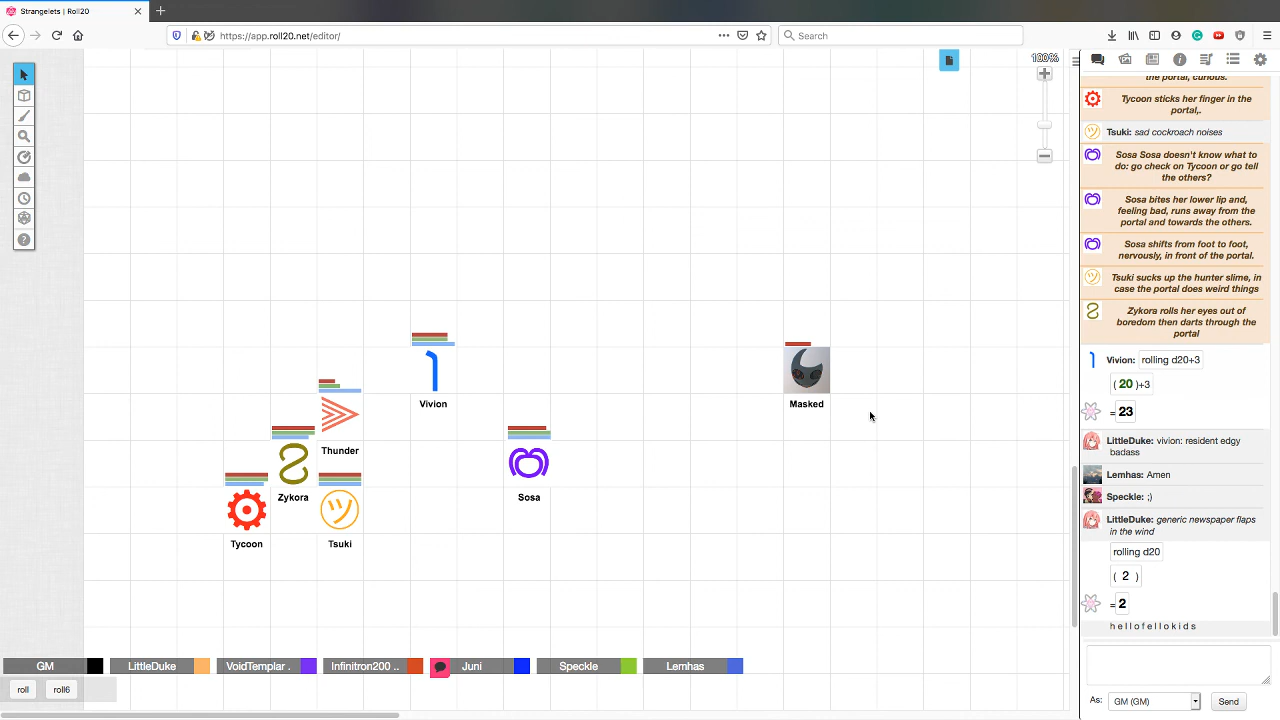 Strangelets | Roll20
https://app.roll20.net/editor/
Search
100%
the portal, curious.
Tycoon sticks her finger in the
portal,.
Tsuki: sad cockroach noises
Sosa Sosa doesn't know what to
do: go check on Tycoon or go tell
the others?
Sosa bites her lower lip and,
feeling bad, runs away from the
portal and towards the others.
Sosa shifts from foot to foot,
nervously, in front of the portal.
Tsuki sucks up the hunter slime, in
case the portal does weird things
Zykora rolls her eyes out of
boredom then darts through the
portal
Vivion: rolling d20+3
(20)+3
=23
LittleDuke: vivion: resident edgy
badass
Lemhas: Amen
Speckle: ;)
LittleDuke: generic newspaper flaps
in the wind
rolling d20
( 2 )
=2
h e l l o f e l l o k i d s
As: GM (GM)
Send
Vivion
Masked
Thunder
Zykora
Sosa
ツ
Tycoon
Tsuki
GM
LittleDuke
VoidTemplar .
Infinitron200 ..
Juni
Speckle
Lemhas
roll
roll6